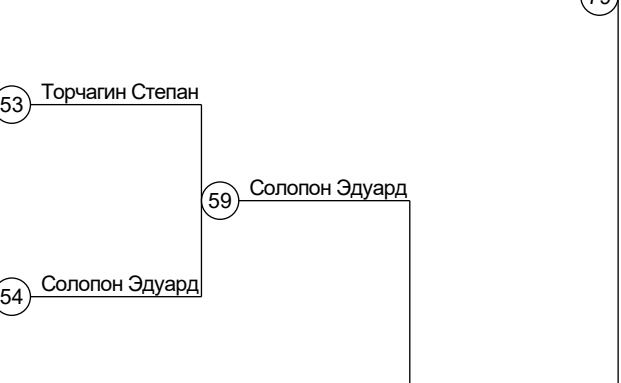 53 Торчагин Степан
59 Солопон Эдуард
54 Солопон Эдуард